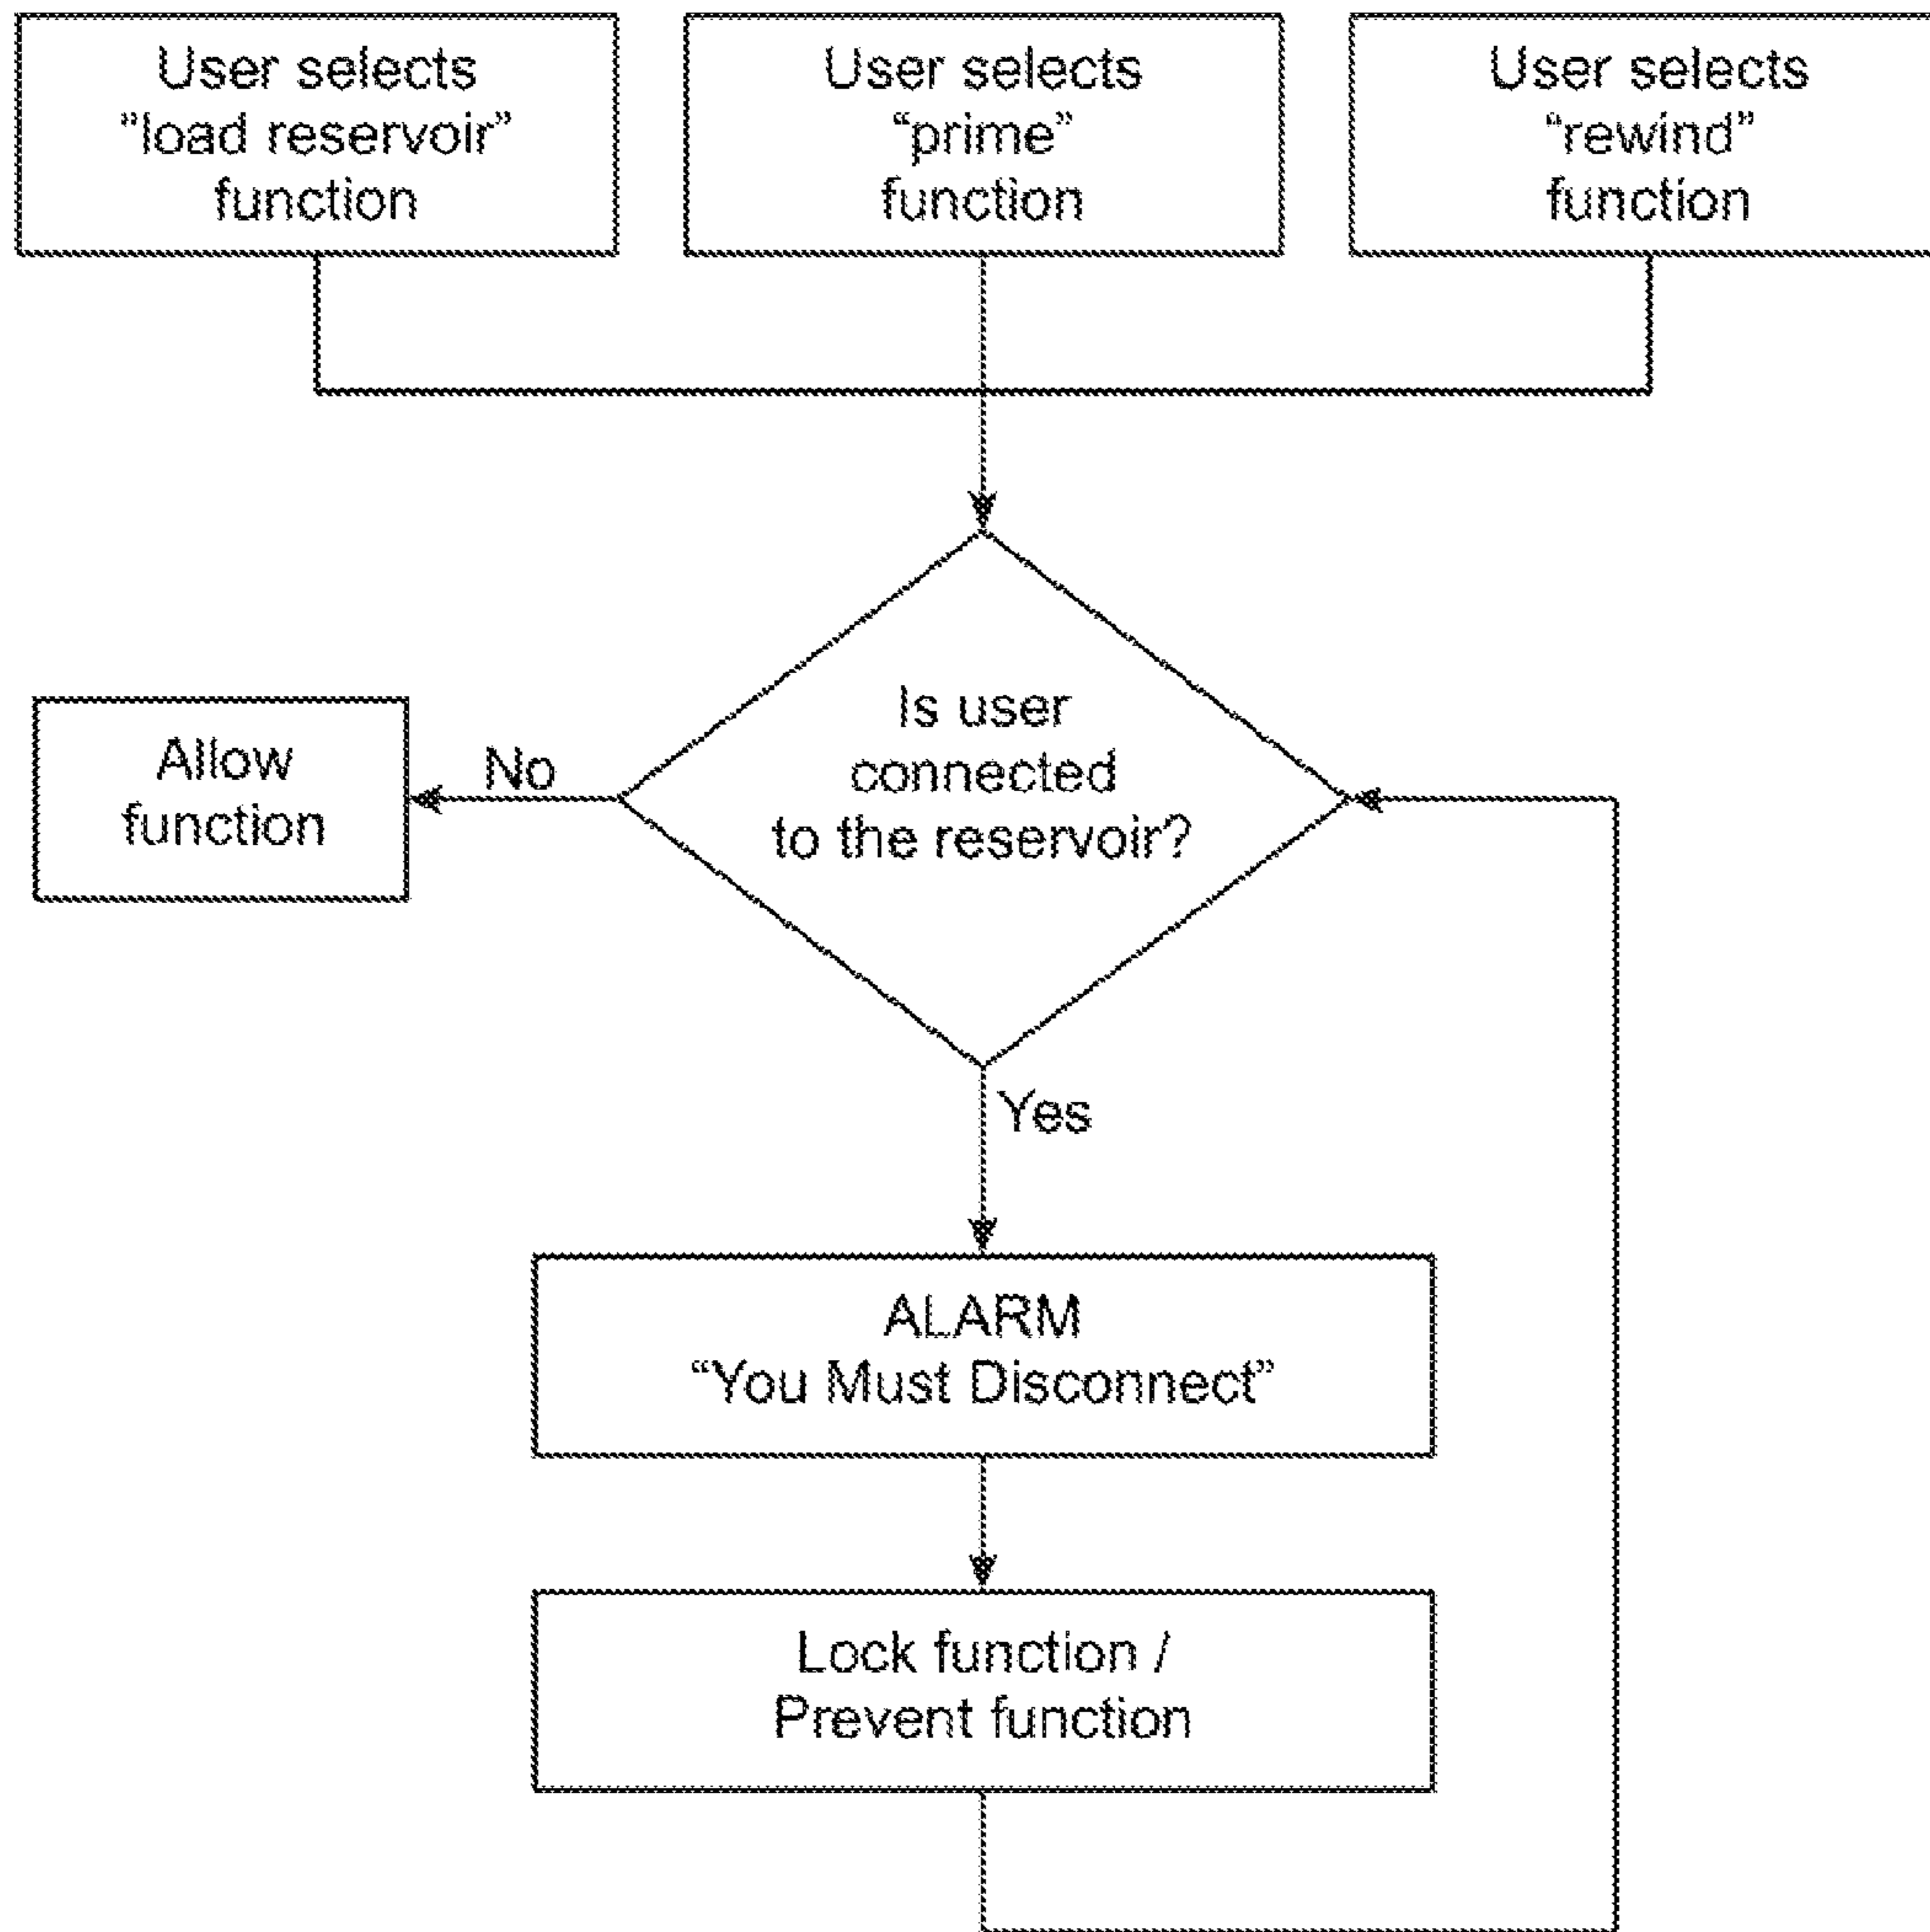 User selects
"load reservoir"
function
User selects
"prime"
function
User selects
"rewind"
function
Is user
connected
to the reservoir?
No
Allow
function
Yes
ALARM
"You Must Disconnect"
Lock function /
Prevent function